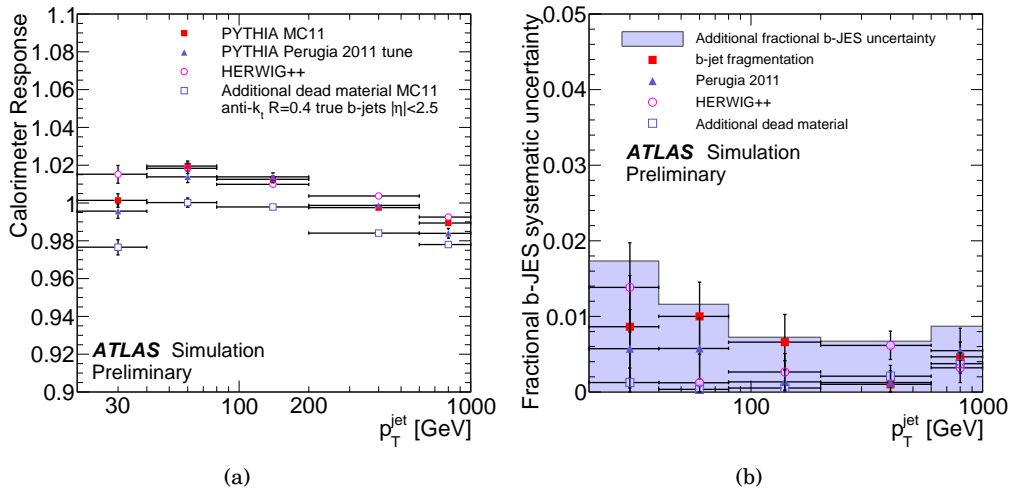 Calorimeter Response
1.1
1.08
1.06
1.04
1.02
1
0.98
0.96
0.94
0.92
0.9
PYTHIA MC11
PYTHIA Perugia 2011 tune
HERWIG++
Additional dead material MC11
anti-k_t R=0.4 true b-jets |η|<2.5
ATLAS Simulation
Preliminary
30 100 200 1000
p_T^jet [GeV]
(a)
Fractional b-JES systematic uncertainty
0.05
0.04
0.03
0.02
0.01
0
Additional fractional b-JES uncertainty
b-jet fragmentation
Perugia 2011
HERWIG++
Additional dead material
ATLAS Simulation
Preliminary
100 1000
p_T^jet [GeV]
(b)